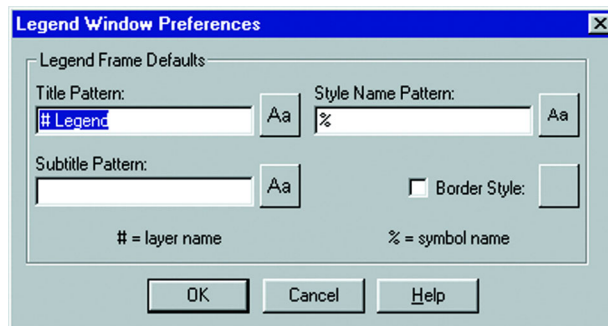 Legend Window Preferences
Legend Frame Defaults
Title Pattern:
# Legend
Aa
Style Name Pattern:
%
Aa
Subtitle Pattern:
Aa
Border Style:
# = layer name
% = symbol name
OK
Cancel
Help